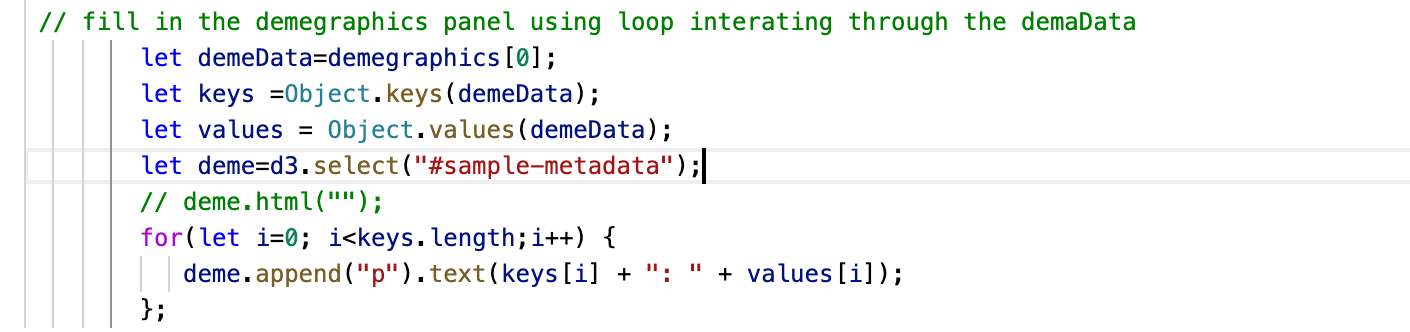 // fill in the demegraphics panel using loop interating through the demaData
let demeData=demegraphics[0];
let keys =Object.keys(demeData);
let values = Object.values(demeData);
let deme=d3.select("#sample-metadata");
// deme.html("");
for(let i=0; i<keys.length;i++) {
deme.append("p").text(keys[i] + ": " + values[i]);
};